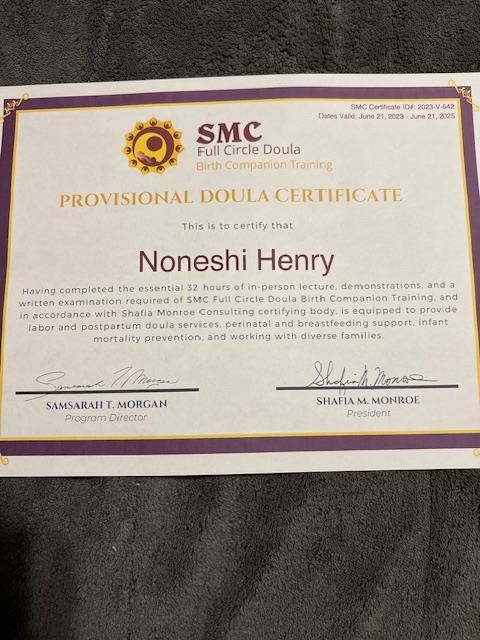 SMC Certificate ID#: 2023-V-642
Dates Valid: June 21, 2023 - June 21, 2025
SMC
Full Circle Doula
Birth Companion Training
PROVISIONAL DOULA CERTIFICATE
This is to certify that
Noneshi Henry
Having completed the essential 32 hours of in-person lecture, demonstrations, and a
written examination required of SMC Full Circle Doula Birth Companion Training, and
in accordance with Shafia Monroe Consulting certifying body, is equipped to provide
labor and postpartum doula services, perinatal and breastfeeding support, infant
mortality prevention, and working with diverse families.
Samsarah T. Morgan
Shafia M. Monroe
SAMSARAH T. MORGAN
SHAFIA M. MONROE
Program Director
President